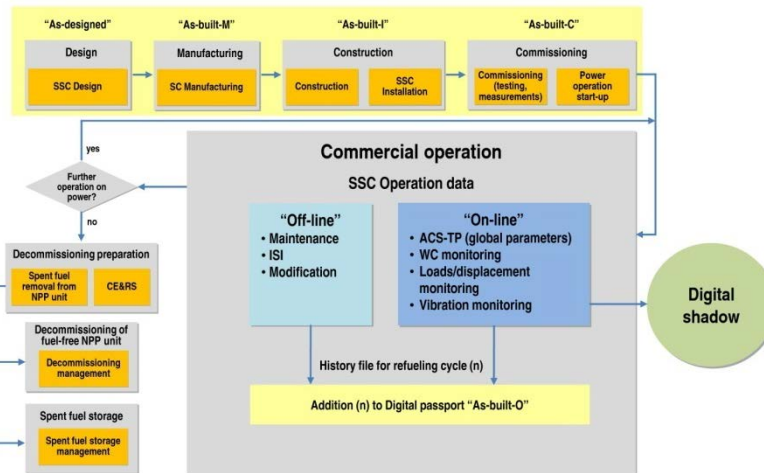 “As-designed”
“As-built-M”
“As-built-I”
“As-built-C”
Design
SSC Design
Manufacturing
SC Manufacturing
Construction
Construction
SSC
Installation
Commissioning
Commissioning
(testing,
measurements)
Power
operation
start-up
yes
Further
operation on
power?
no
Commercial operation
SSC Operation data
“Off-line”
• Maintenance
• ISI
• Modification
“On-line”
• ACS-TP (global parameters)
• WC monitoring
• Loads/displacement
monitoring
• Vibration monitoring
Digital
shadow
History file for refueling cycle (n)
Addition (n) to Digital passport “As-built-O”
Decommissioning preparation
Spent fuel
removal from
NPP unit
CE&RS
Decommissioning of
fuel-free NPP unit
Decommissioning
management
Spent fuel storage
Spent fuel storage
management